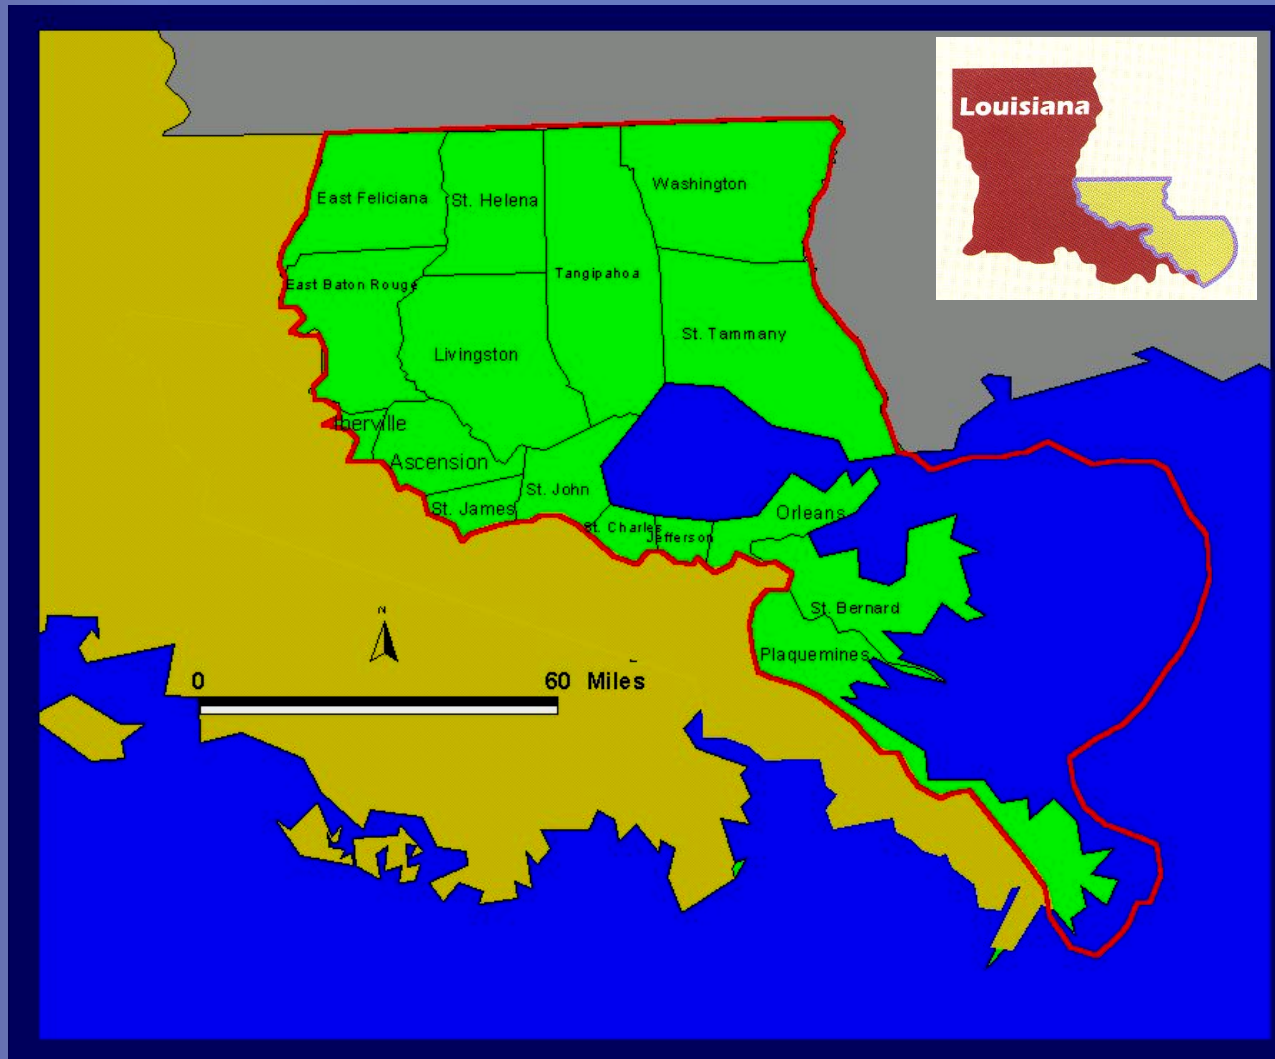 Louisiana
Washington
East Feliciana
St. Helena
Tangipahoa
East Baton Rouge
St. Tammany
Livingston
Iberville
Ascension
St. John
St. James
Orleans
St. Charles
Jefferson
St. Bernard
N
Plaquemines
0 60 Miles